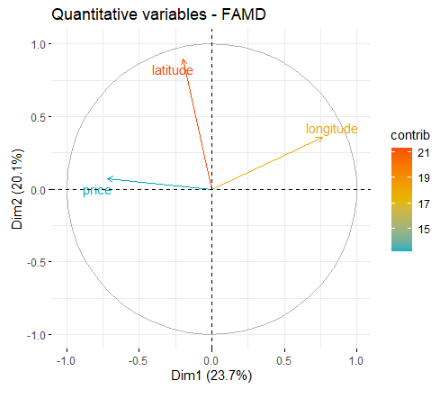 Quantitative variables - FAMD
1.0
latitude
0.5
longitude
contrib
21
19
17
15
0.0
price
-0.5
-1.0
Dim2 (20.1%)
-1.0
-0.5
0.0
0.5
1.0
Dim1 (23.7%)